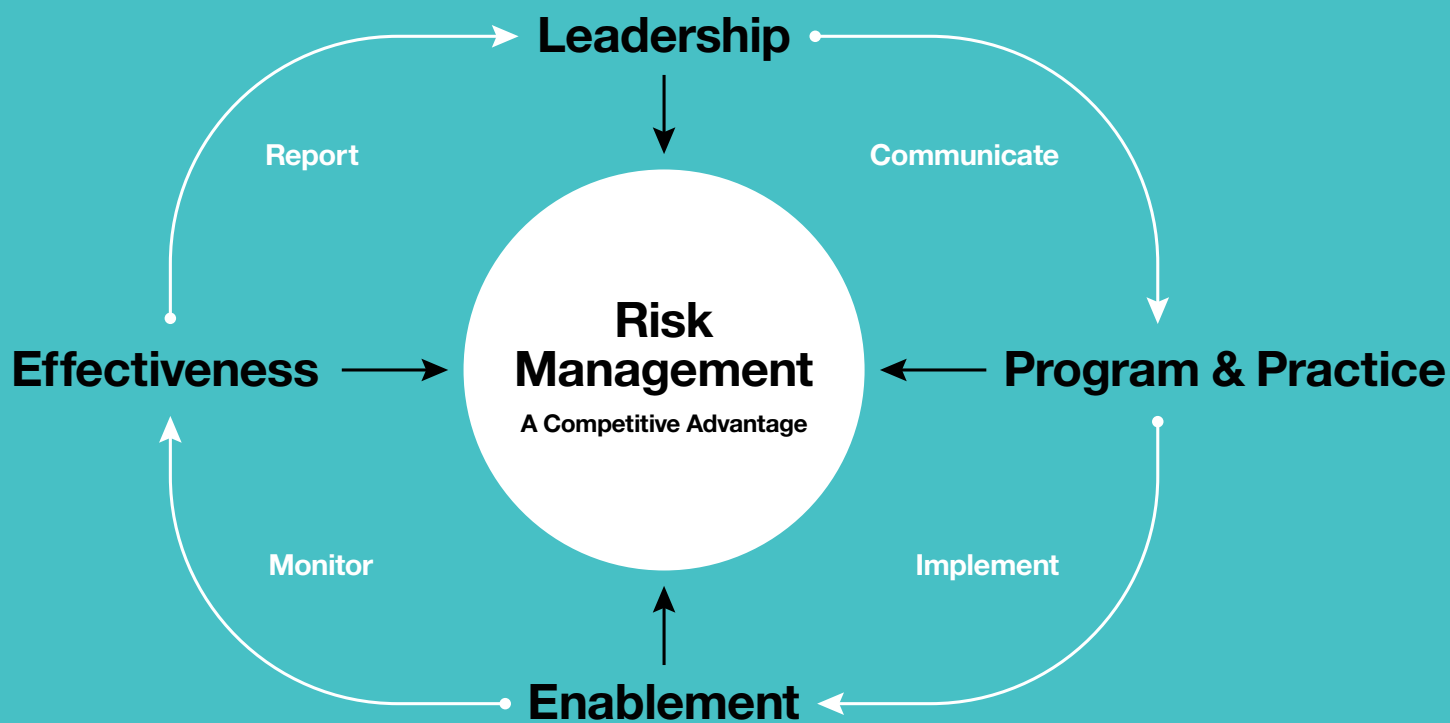 Leadership
Report
Communicate
Risk
Management
A Competitive Advantage
Effectiveness
Program & Practice
Monitor
Implement
Enablement